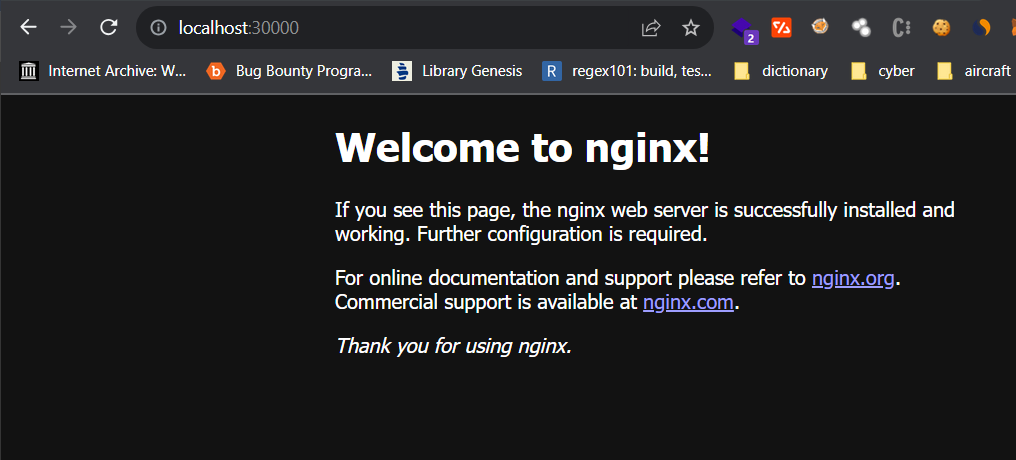 localhost:30000
2
Internet Archive: W... Bug Bounty Progra... Library Genesis R regex101: build, tes... dictionary cyber aircraft
Welcome to nginx!
If you see this page, the nginx web server is successfully installed and
working. Further configuration is required.
For online documentation and support please refer to nginx.org.
Commercial support is available at nginx.com.
Thank you for using nginx.